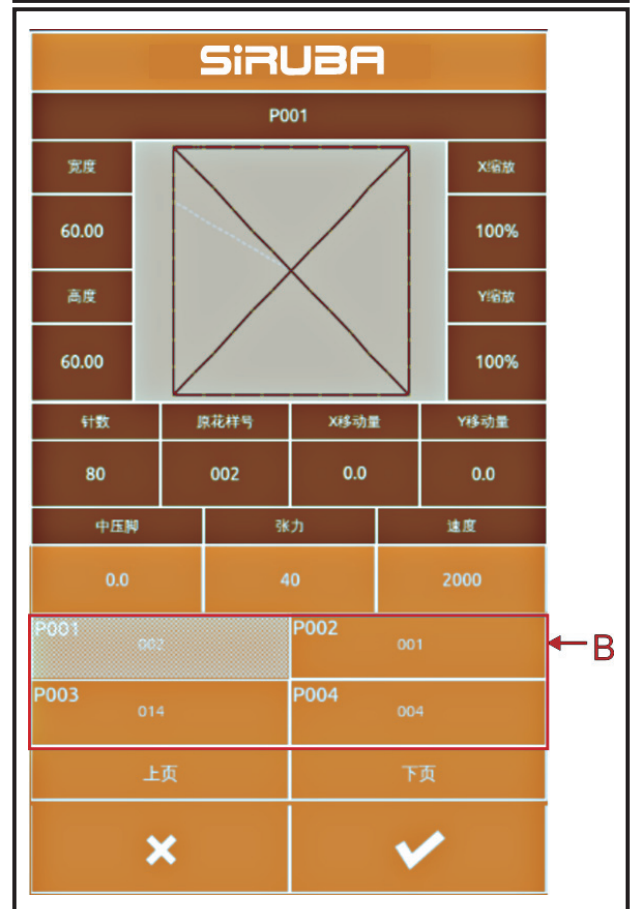 SiRUBA
P001
宽度
X缩放
60.00
100%
高度
Y缩放
60.00
100%
针数 原花样号 X移动量 Y移动量
80 002 0.0 0.0
中压脚 张力 速度
0.0 40 2000
P001 002 P002 001
B
P003 014 P004 004
上页 下页